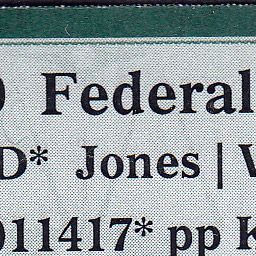 Federal
D* Jones |
011417* pp K